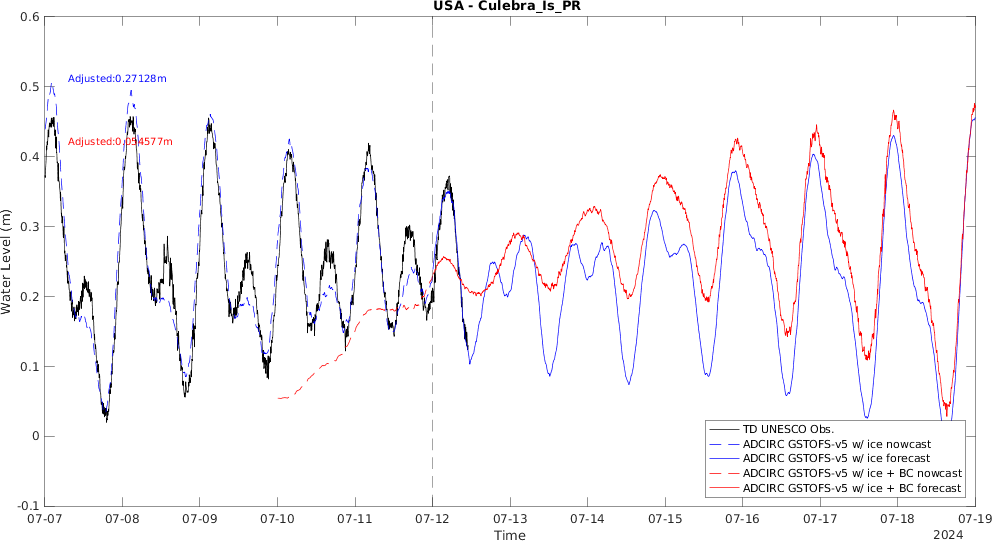 USA - Culebra_Is_PR
0.6
0.5
0.4
0.3
0.2
0.1
0
-0.1
Water Level (m)
Adjusted:0.27128m
Adjusted:0.054577m
TD UNESCO Obs.
ADCIRC GSTOFS-v5 w/ ice nowcast
ADCIRC GSTOFS-v5 w/ ice forecast
ADCIRC GSTOFS-v5 w/ ice + BC nowcast
ADCIRC GSTOFS-v5 w/ ice + BC forecast
07-07 07-08 07-09 07-10 07-11 07-12 07-13 07-14 07-15 07-16 07-17 07-18 07-19
Time
2024